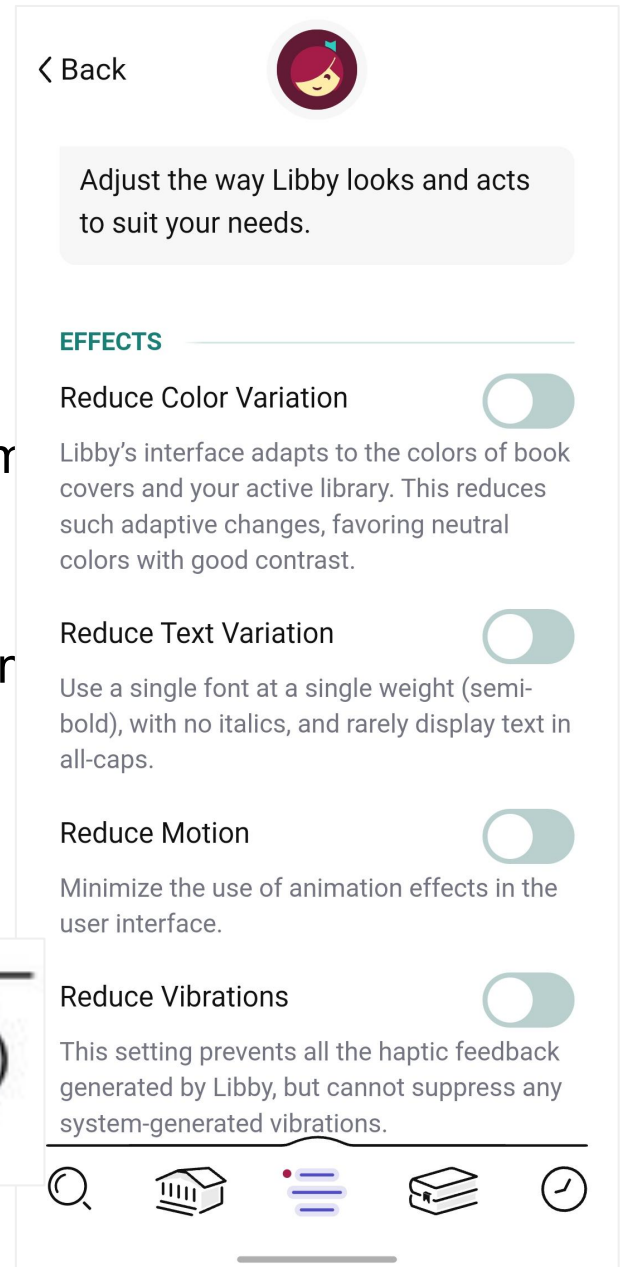 Back
Adjust the way Libby looks and acts
to suit your needs.
EFFECTS
Reduce Color Variation
Libby’s interface adapts to the colors of book
covers and your active library. This reduces
such adaptive changes, favoring neutral
colors with good contrast.
Reduce Text Variation
Use a single font at a single weight (semi-
bold), with no italics, and rarely display text in
all-caps.
Reduce Motion
Minimize the use of animation effects in the
user interface.
Reduce Vibrations
This setting prevents all the haptic feedback
generated by Libby, but cannot suppress any
system-generated vibrations.